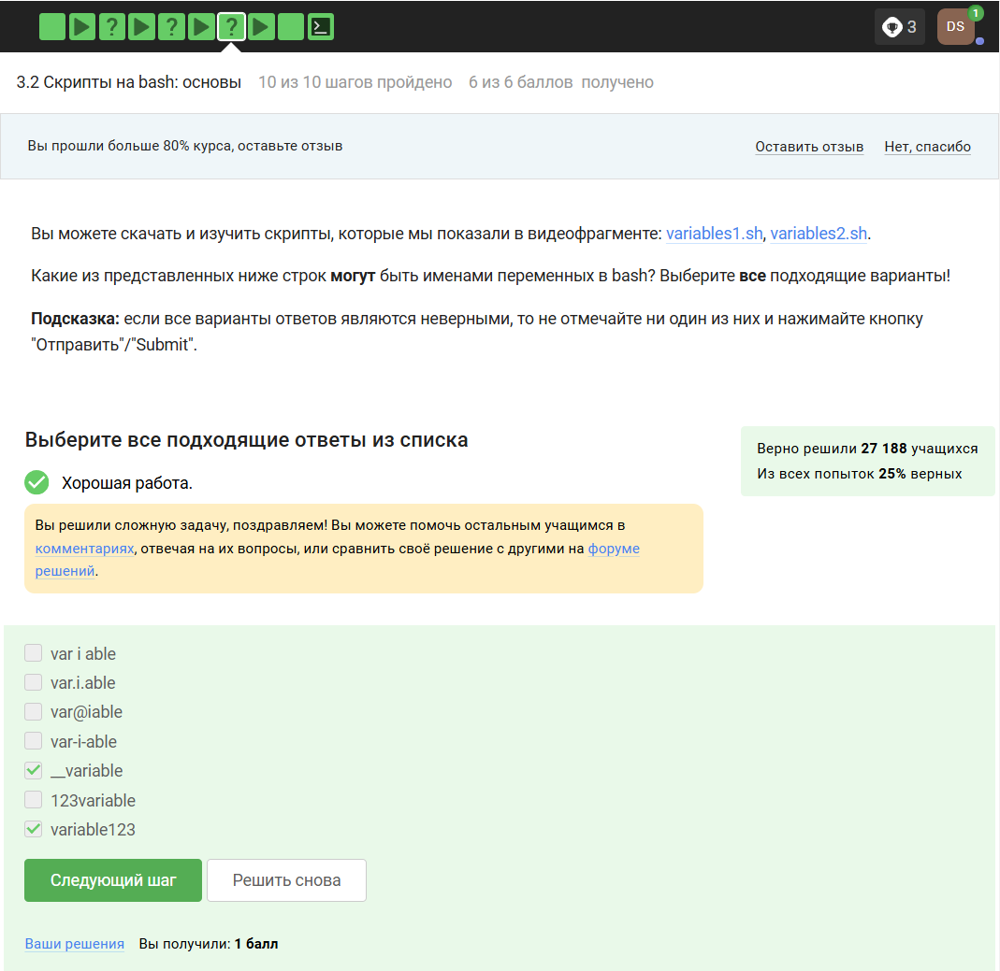 ? ? ?
3 DS 1
3.2 Скрипты на bash: основы 10 из 10 шагов пройдено 6 из 6 баллов получено
Вы прошли больше 80% курса, оставьте отзыв Оставить отзыв Нет, спасибо
Вы можете скачать и изучить скрипты, которые мы показали в видеофрагменте: variables1.sh, variables2.sh.
Какие из представленных ниже строк могут быть именами переменных в bash? Выберите все подходящие варианты!
Подсказка: если все варианты ответов являются неверными, то не отмечайте ни один из них и нажимайте кнопку
"Отправить"/"Submit".
Выберите все подходящие ответы из списка
Верно решили 27 188 учащихся
Из всех попыток 25% верных
Хорошая работа.
Вы решили сложную задачу, поздравляем! Вы можете помочь остальным учащимся в
комментариях, отвечая на их вопросы, или сравнить своё решение с другими на форуме
решений.
var i able
var.i.able
var@iable
var-i-able
__variable
123variable
variable123
Следующий шаг Решить снова
Ваши решения Вы получили: 1 балл